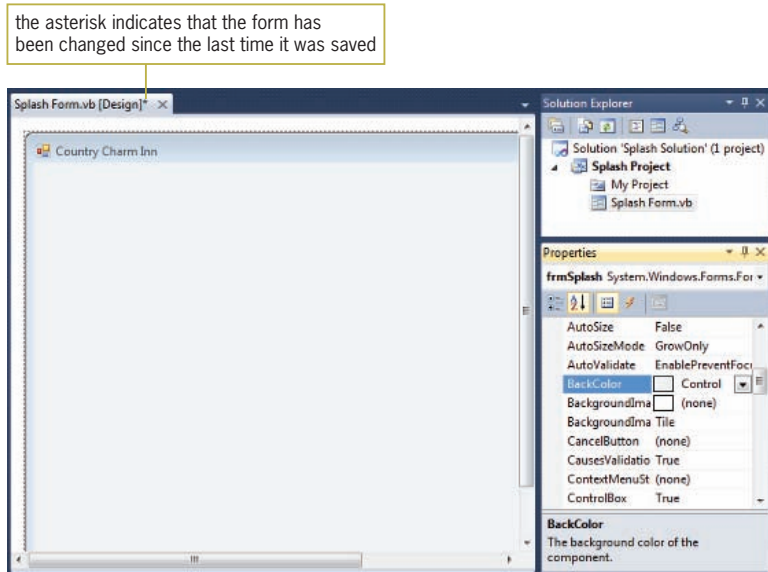 the asterisk indicates that the form has
been changed since the last time it was saved
Splash Form.vb [Design]*
Country Charm Inn
Solution Explorer
Solution 'Splash Solution' (1 project)
Splash Project
My Project
Splash Form.vb
Properties
frmSplash System.Windows.Forms.For
AutoSize False
AutoSizeMode GrowOnly
AutoValidate EnablePreventFocu
BackColor Control
BackgroundIma (none)
BackgroundIma Tile
CancelButton (none)
CausesValidatio True
ContextMenuSt (none)
ControlBox True
BackColor
The background color of the
component.